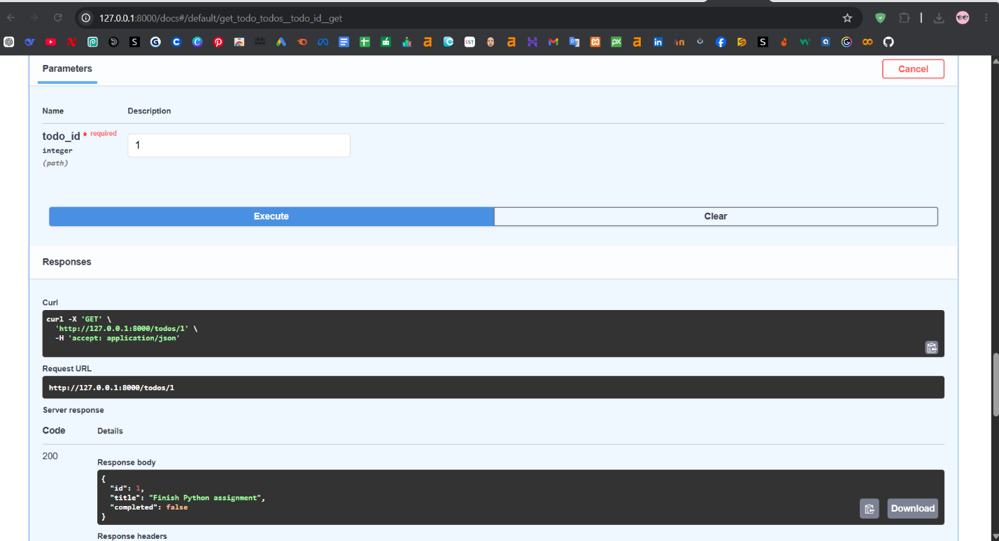 127.0.0.1:8000/docs#/default/get_todo_todos__todo_id__get
Parameters
Cancel
Name Description
todo_id * required
integer
(path)
1
Execute Clear
Responses
Curl
curl -X 'GET' \
'http://127.0.0.1:8000/todos/1' \
-H 'accept: application/json'
Request URL
http://127.0.0.1:8000/todos/1
Server response
Code Details
200
Response body
{
"id": 1,
"title": "Finish Python assignment",
"completed": false
}
Download
Response headers